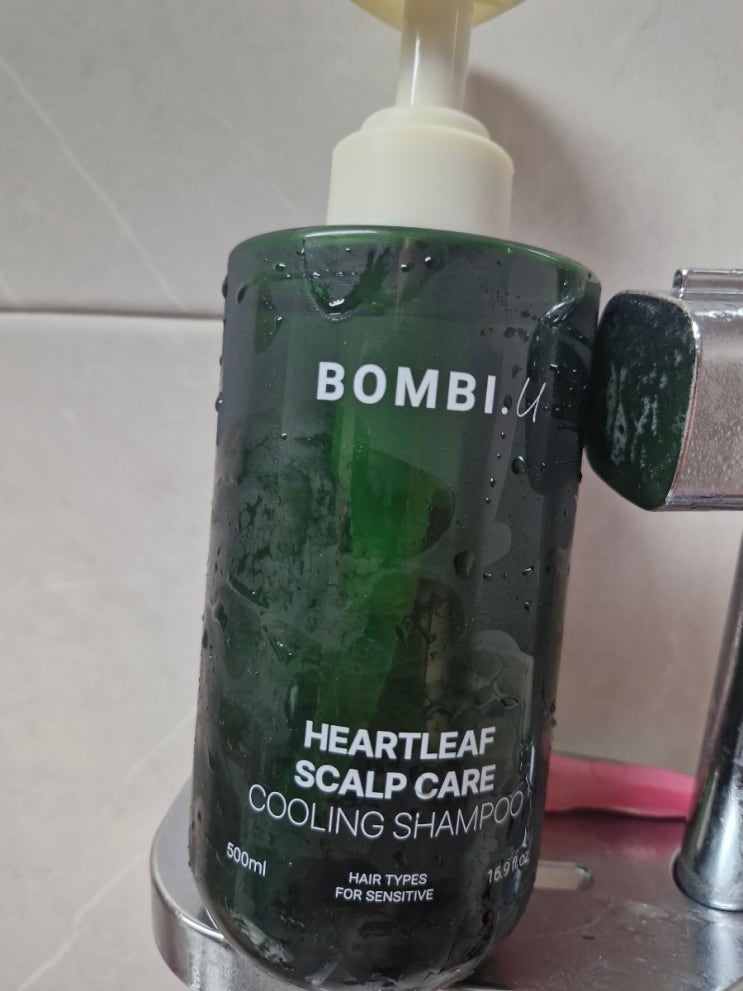 BOMBI.u
HEARTLEAF
SCALP CARE
COOLING SHAMPOO
500ml
16.9 fl.oz
HAIR TYPES
FOR SENSITIVE